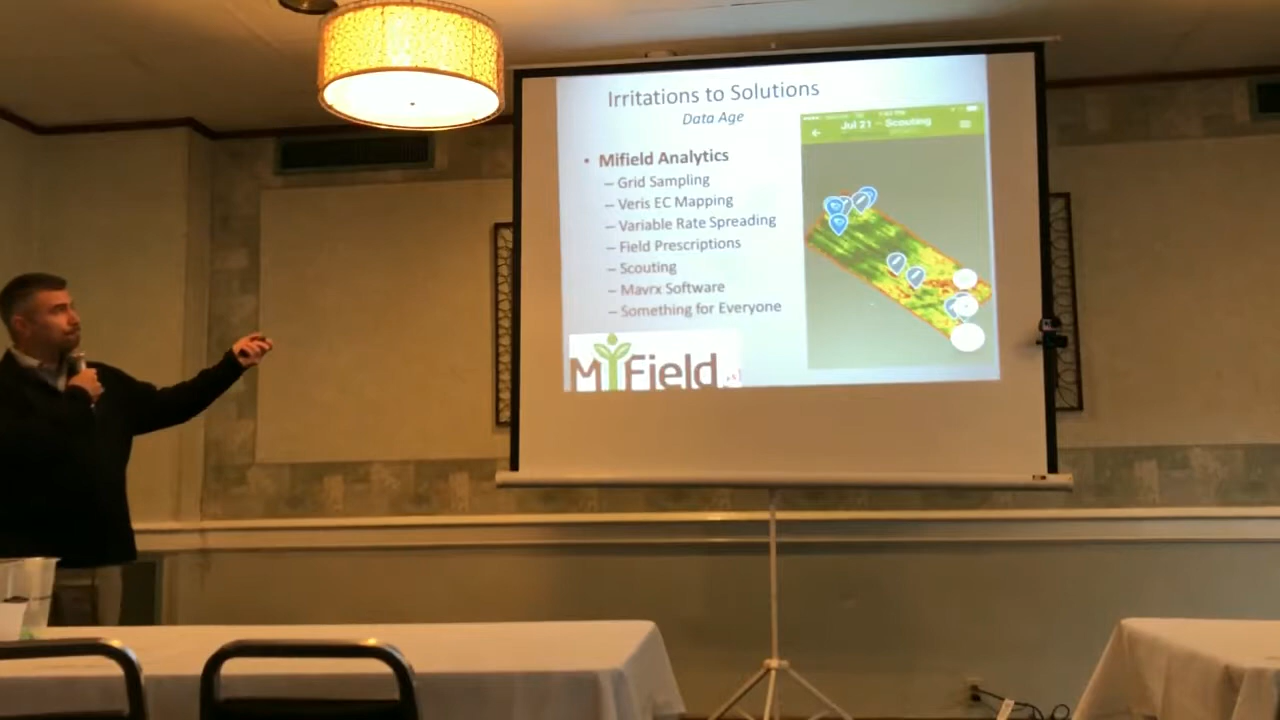 Irritations to Solutions
Data Age
• Mifield Analytics
– Grid Sampling
– Veris EC Mapping
– Variable Rate Spreading
– Field Prescriptions
– Scouting
– Mavrx Software
– Something for Everyone
MyField
Jul 21 - Scouting